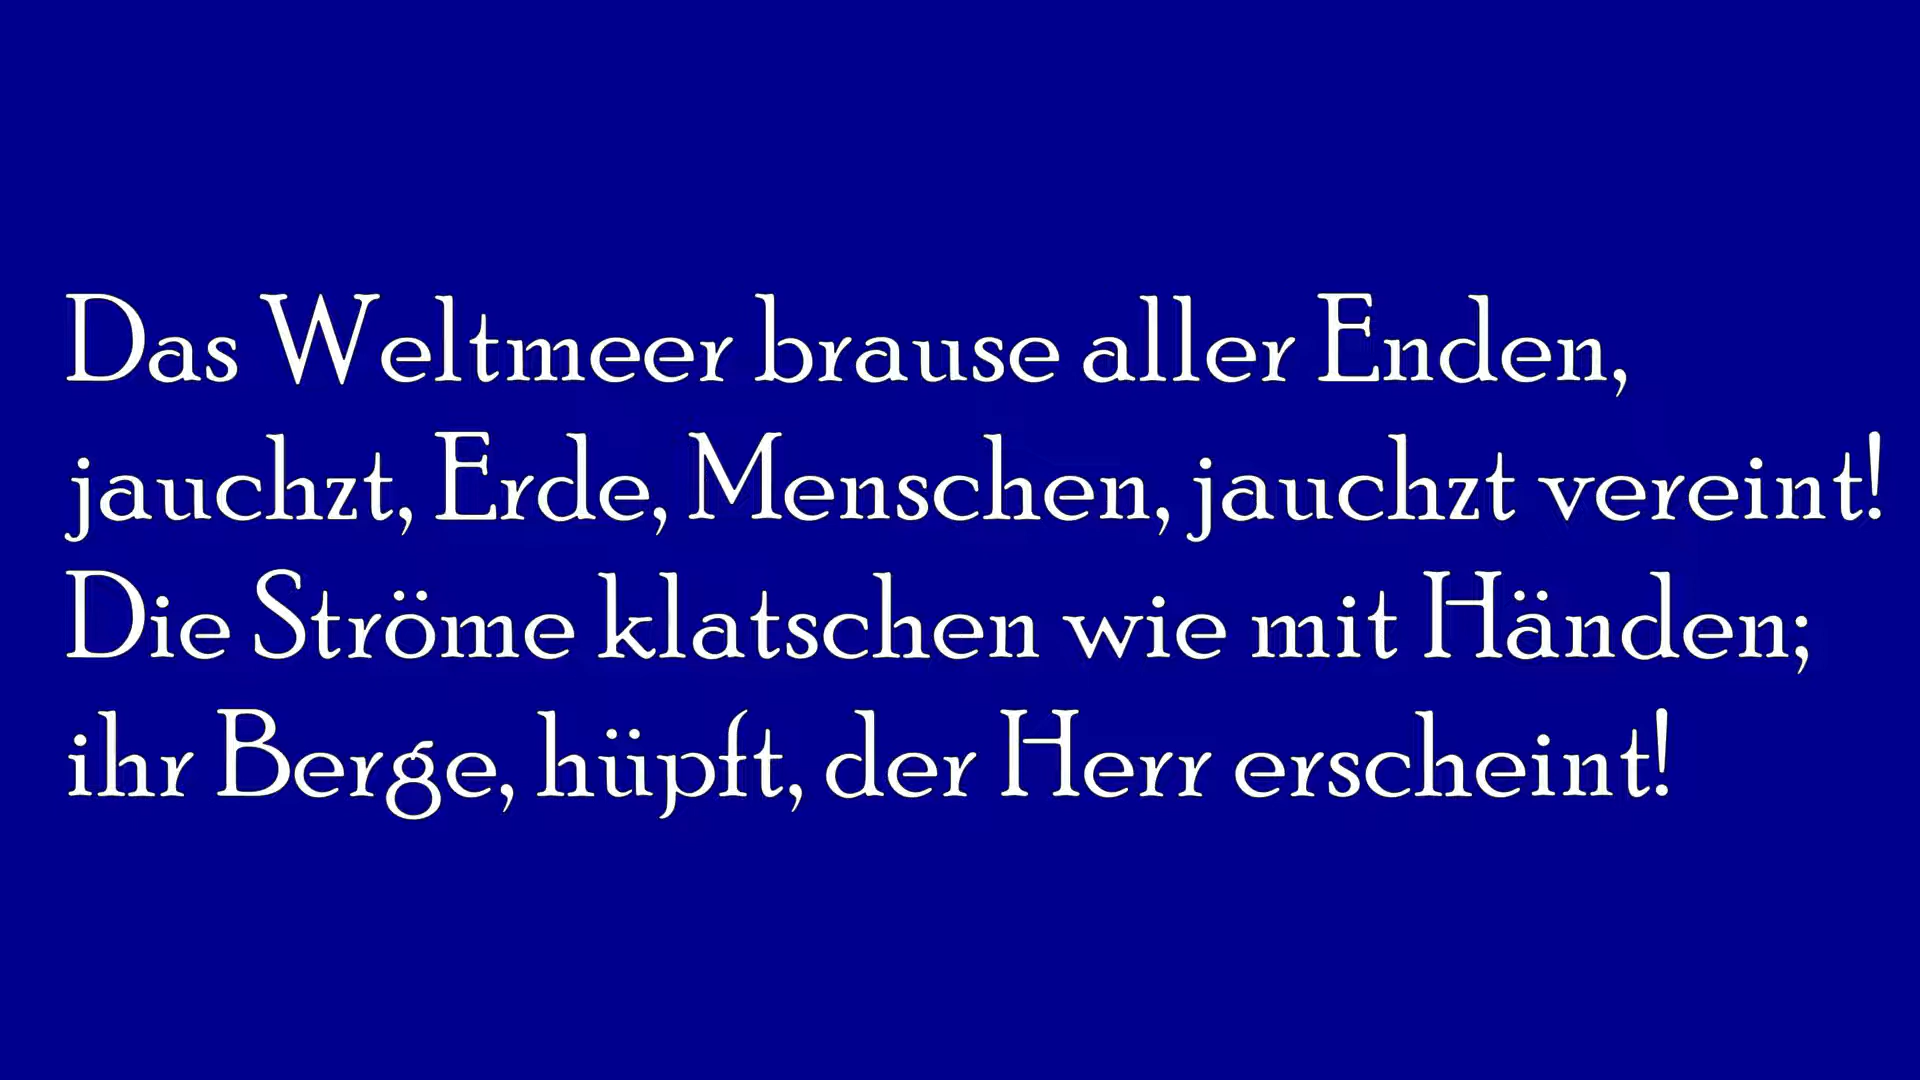 Das Weltmeer brause aller Enden,
jauchzt, Erde, Menschen, jauchzt vereint!
Die Ströme klatschen wie mit Händen;
ihr Berge, hüpft, der Herr erscheint!